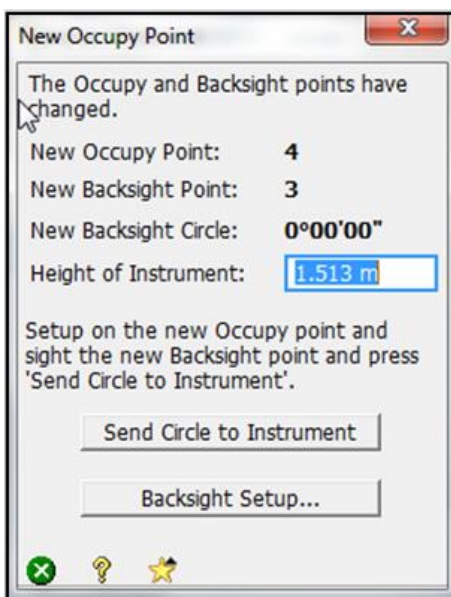 New Occupy Point
The Occupy and Backsight points have
changed.
New Occupy Point: 4
New Backsight Point: 3
New Backsight Circle: 0°00'00"
Height of Instrument: 1.513 m
Setup on the new Occupy point and
sight the new Backsight point and press
'Send Circle to Instrument'.
Send Circle to Instrument
Backsight Setup...